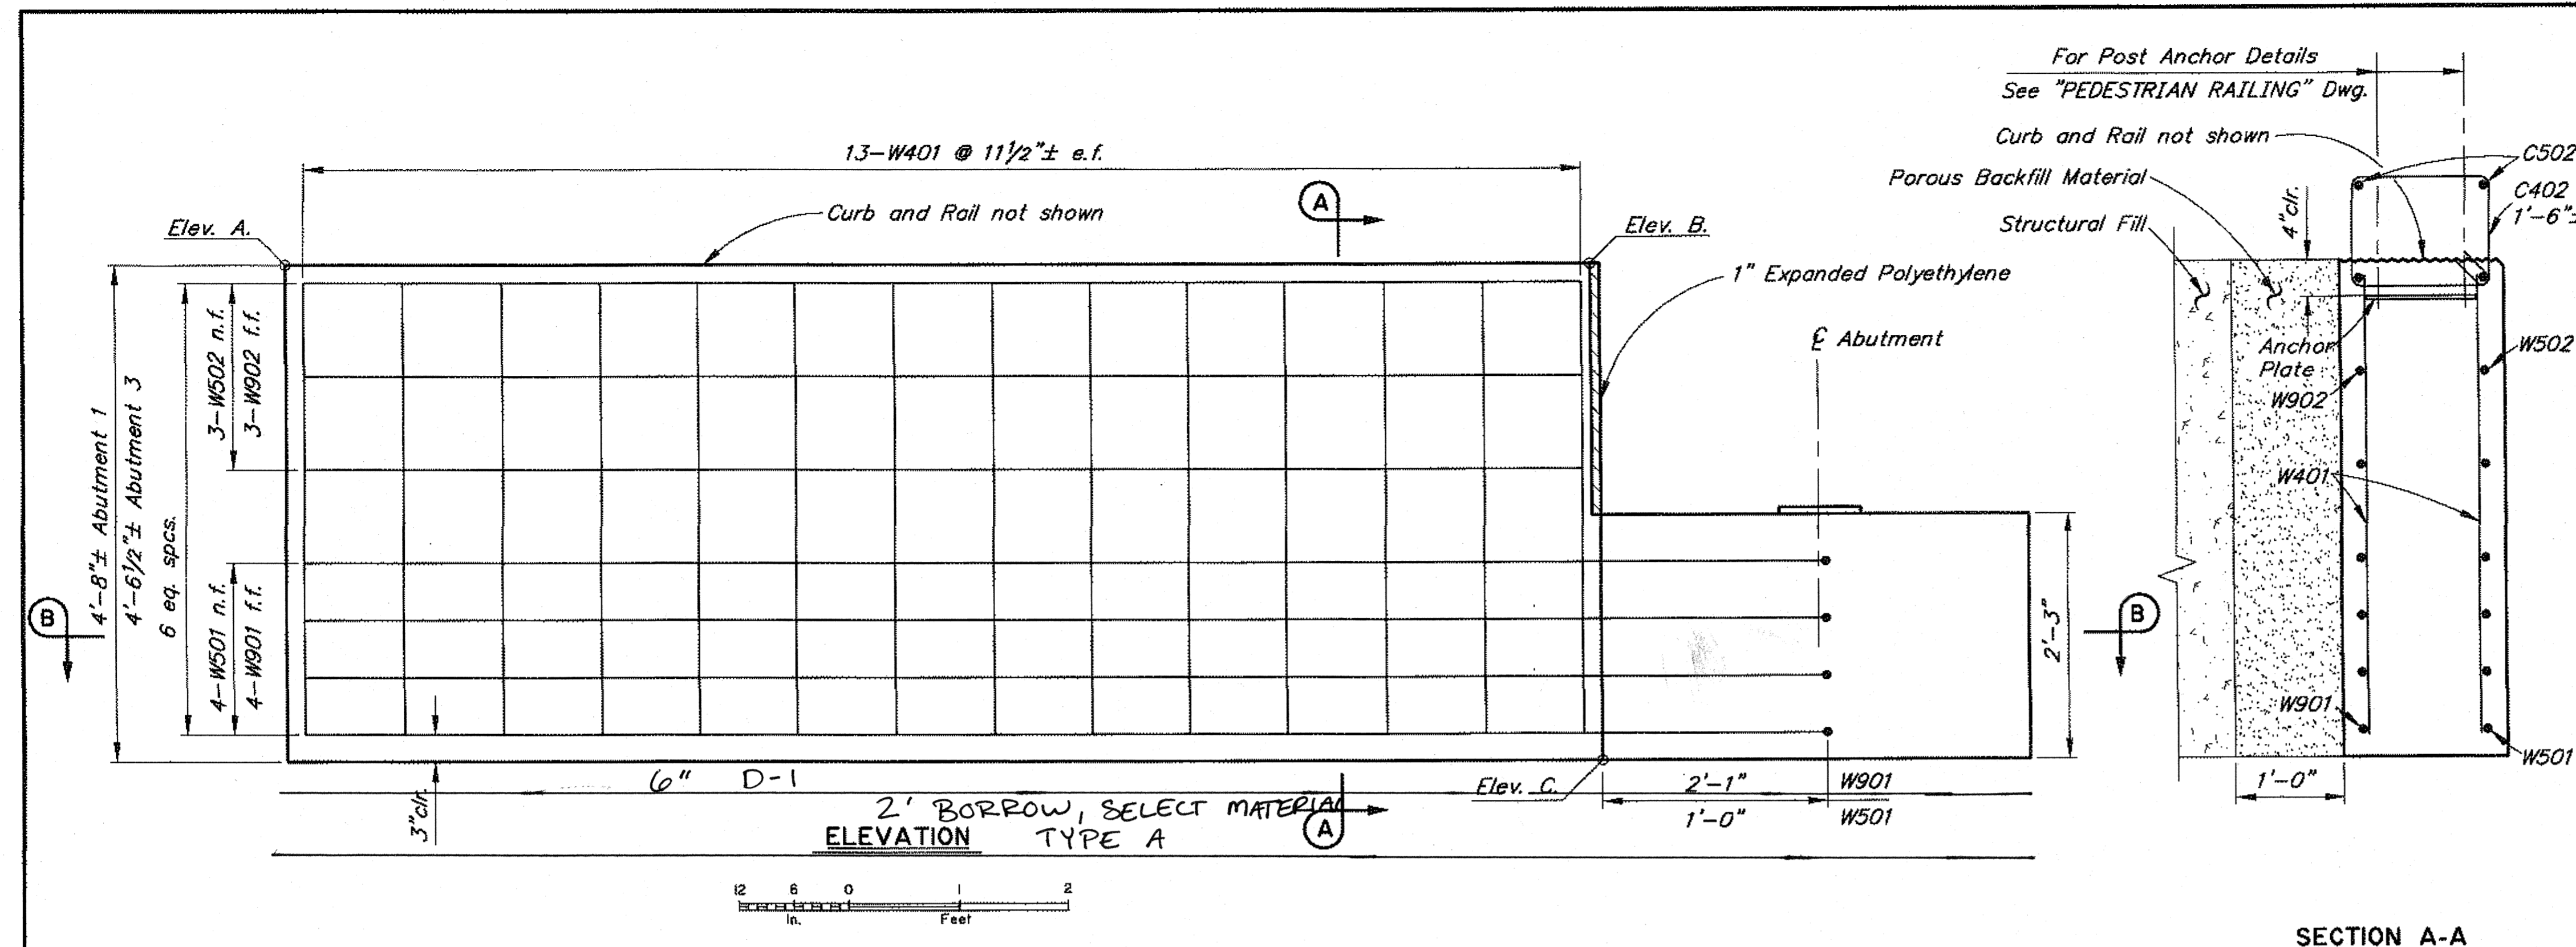 For Post Anchor Details
See "PEDESTRIAN RAILING" Dwg.
13-W401 @ 11 1/2"± e.f.
Curb and Rail not shown
C502
Porous Backfill Material
C402
1'-6"±
4"clr.
Structural Fill
A
Curb and Rail not shown
Elev. A.
Elev. B.
1" Expanded Polyethylene
℄ Abutment
Anchor
Plate
W502
W902
3-W502 n.f.
3-W902 f.f.
4'-8"± Abutment 1
4'-6 1/2"± Abutment 3
6 eq. spcs.
4-W501 n.f.
4-W901 f.f.
W401
B
B
2'-3"
W901
W501
1'-0"
3"clr.
6" D-1
Elev. C.
2'-1" W901
1'-0" W501
2' BORROW, SELECT MATERIAL
TYPE A
A
ELEVATION
12 6 0 1 2
In. Feet
SECTION A-A